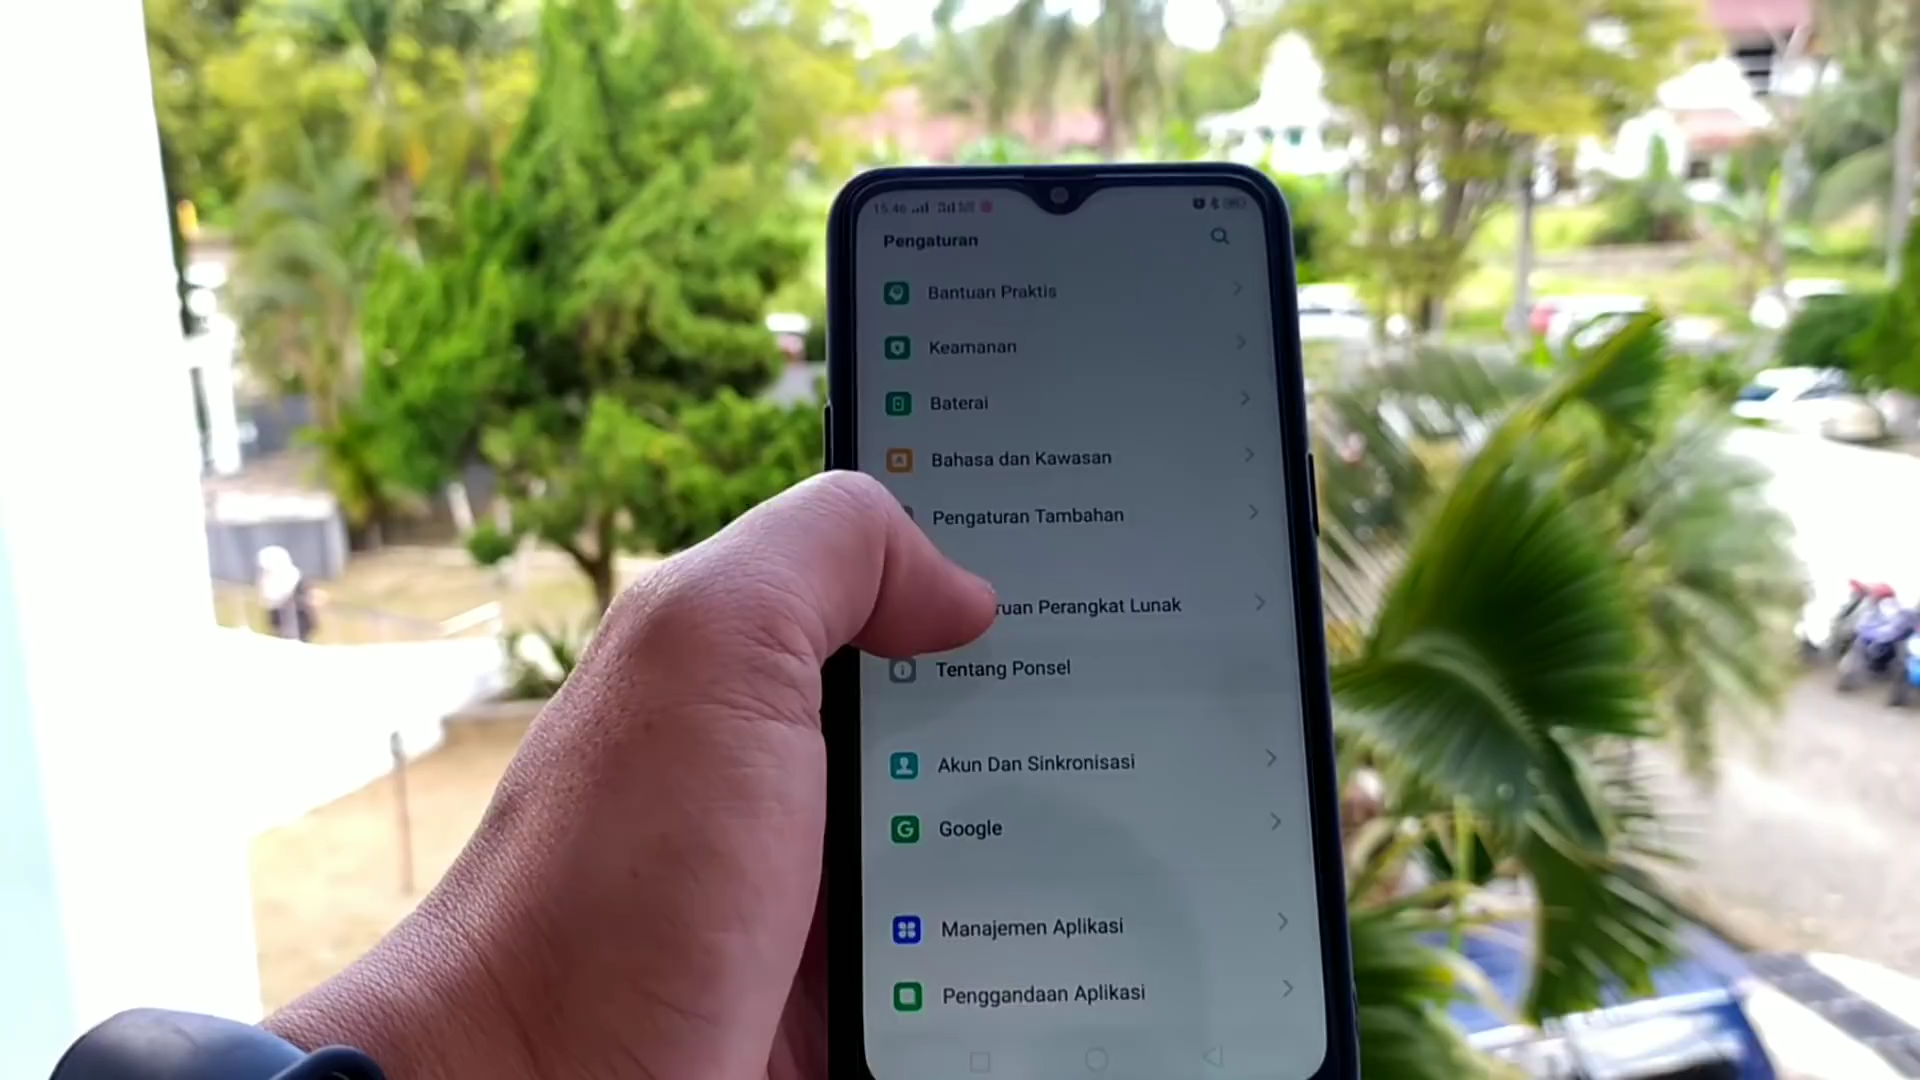 15.46
Pengaturan
Bantuan Praktis
Keamanan
Baterai
Bahasa dan Kawasan
Pengaturan Tambahan
ruan Perangkat Lunak
Tentang Ponsel
Akun Dan Sinkronisasi
Google
Manajemen Aplikasi
Penggandaan Aplikasi